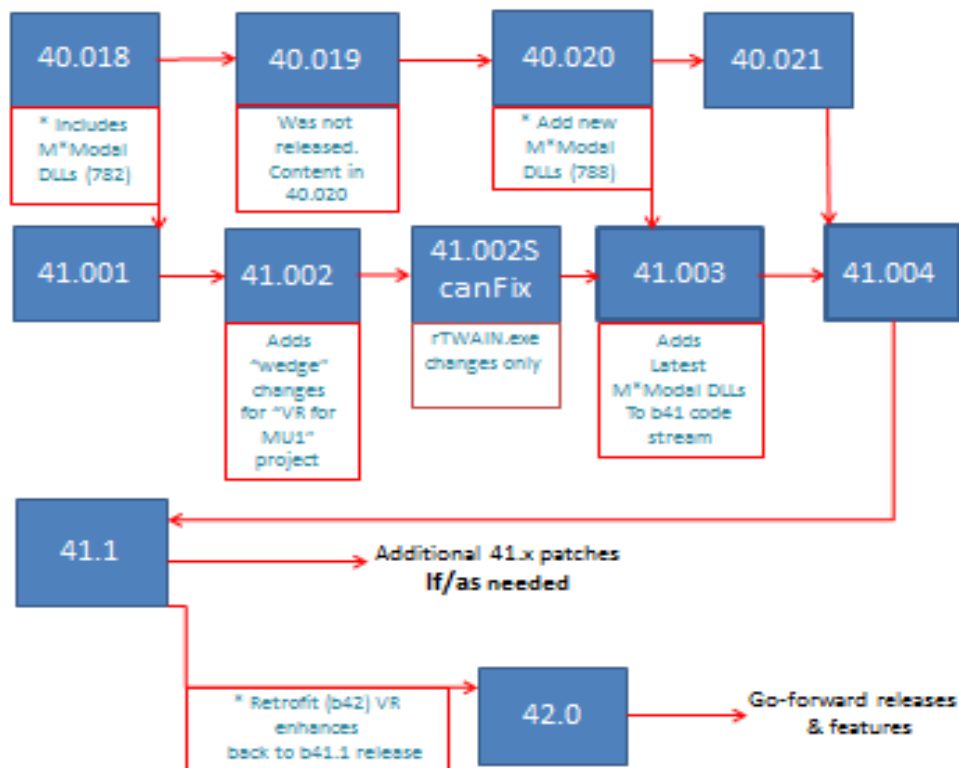 40.018
40.019
40.020
40.021
* Includes
M*Modal
DLLs (782)
Was not
released.
Content in
40.020
* Add new
M*Modal
DLLs (788)
41.001
41.002
41.002S
canFix
41.003
41.004
Adds
"wedge"
changes
for "VR for
MU1"
project
rTWAIN.exe
changes only
Adds
Latest
M*Modal DLLs
To b41 code
stream
41.1
Additional 41.x patches
If/as needed
* Retrofit (b42) VR
enhances
back to b41.1 release
42.0
Go-forward releases
& features